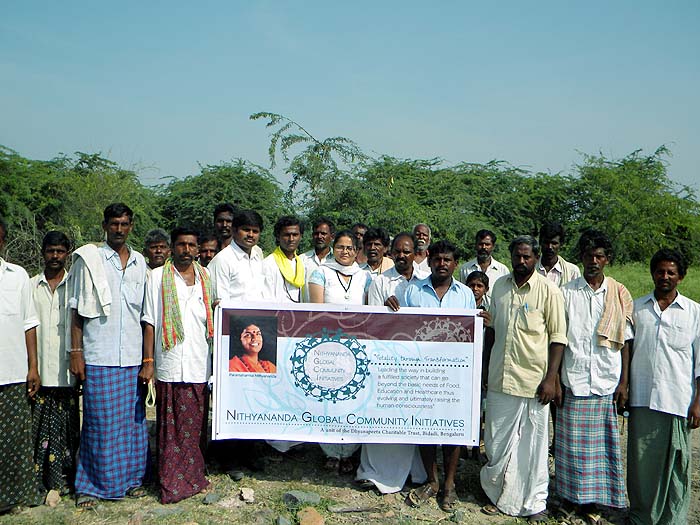 Paramahamsa Nithyananda
NITHYANANDA
GLOBAL
COMMUNITY
INITIATIVES
"Totality through Transformation"
Leading the way in building
a fulfilled society that can go
beyond the basic needs of Food,
Education and Healthcare thus
evolving and ultimately raising the
human consciousness"
NITHYANANDA GLOBAL COMMUNITY INITIATIVES
A unit of the Dhyanapeeta Charitable Trust, Bidadi, Bengaluru